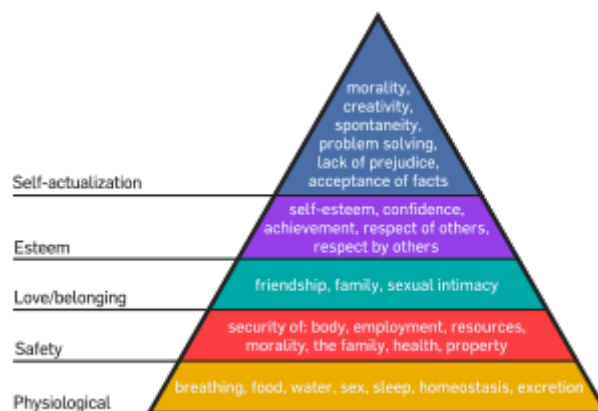 morality,
creativity,
spontaneity,
problem solving,
lack of prejudice,
acceptance of facts
Self-actualization
self-esteem, confidence,
achievement, respect of others,
respect by others
Esteem
friendship, family, sexual intimacy
Love/belonging
security of: body, employment, resources,
morality, the family, health, property
Safety
breathing, food, water, sex, sleep, homeostasis, excretion
Physiological